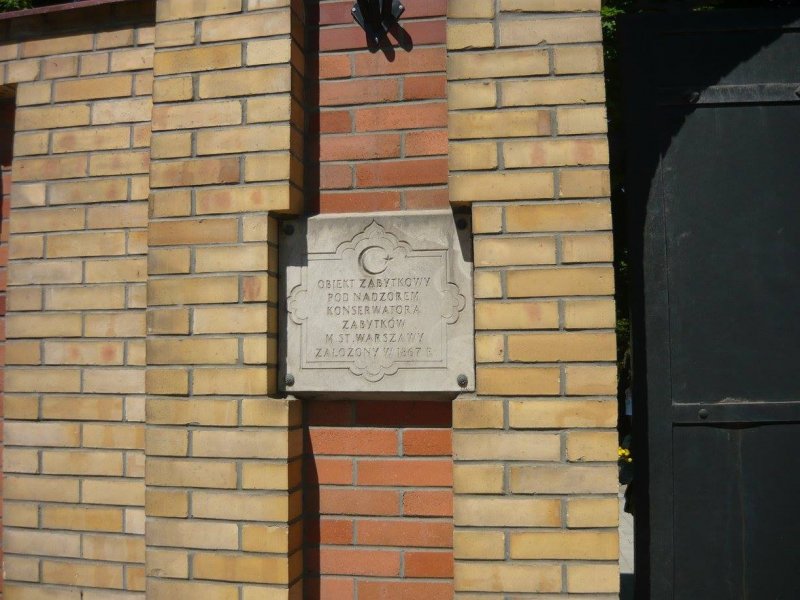 OBIEKT ZABYTKOWY
POD NADZOREM
KONSERWATORA
ZABYTKÓW
M.ST.WARSZAWY
ZAŁOŻONY W 1867 R.